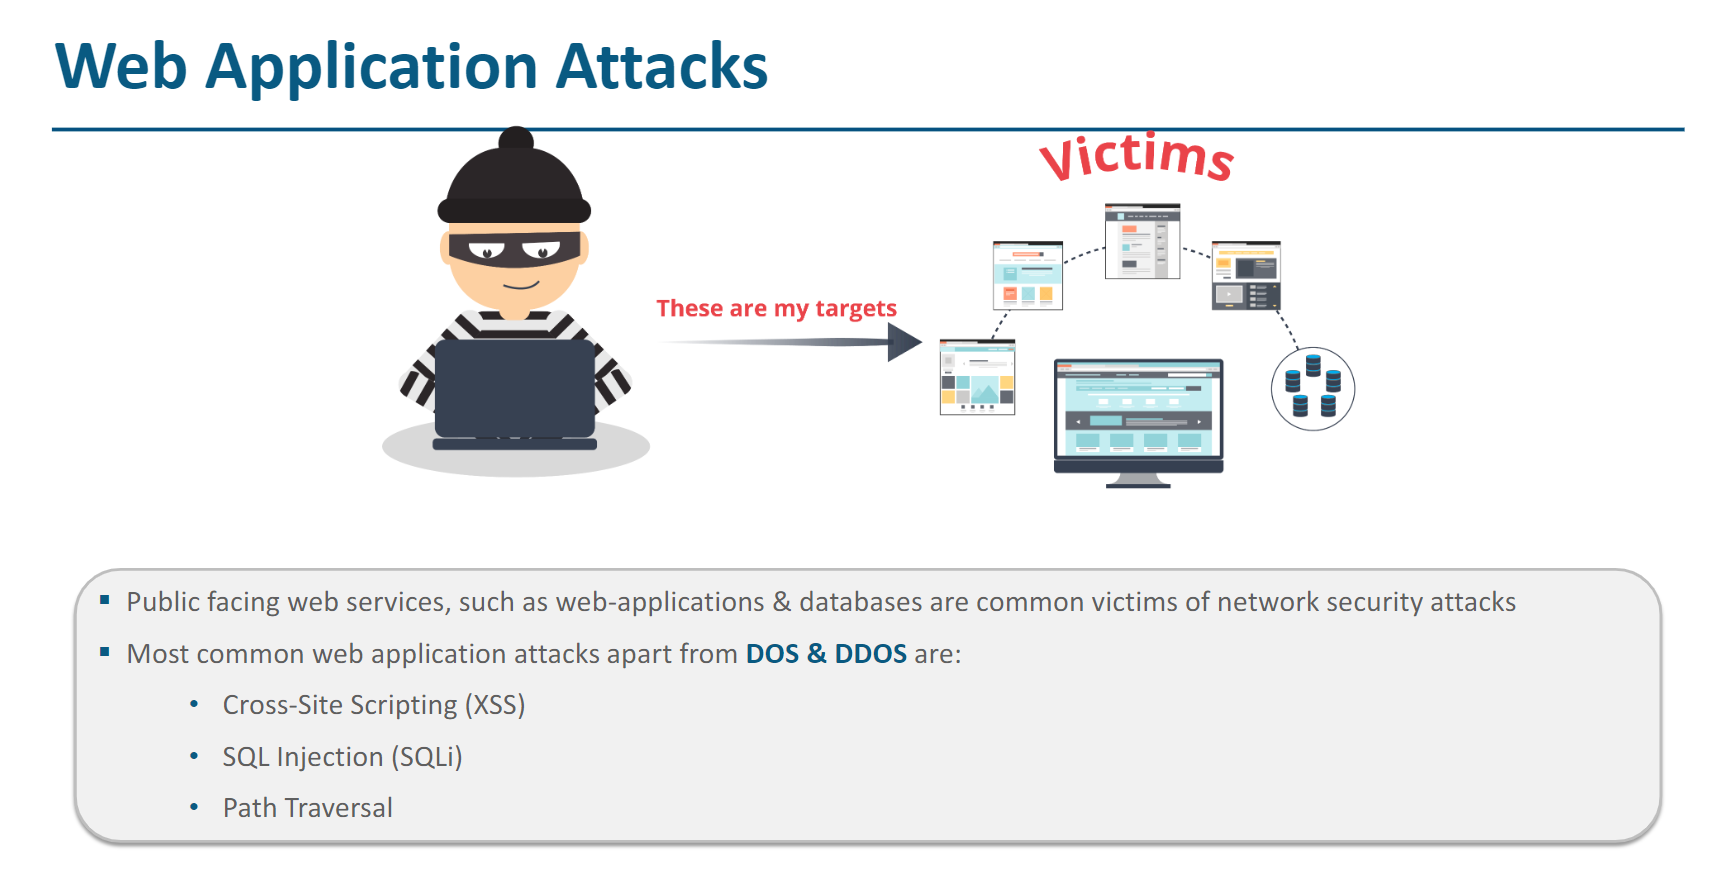 Web Application Attacks
Victims
These are my targets
▪ Public facing web services, such as web-applications & databases are common victims of network security attacks
▪ Most common web application attacks apart from DOS & DDOS are:
• Cross-Site Scripting (XSS)
• SQL Injection (SQLi)
• Path Traversal